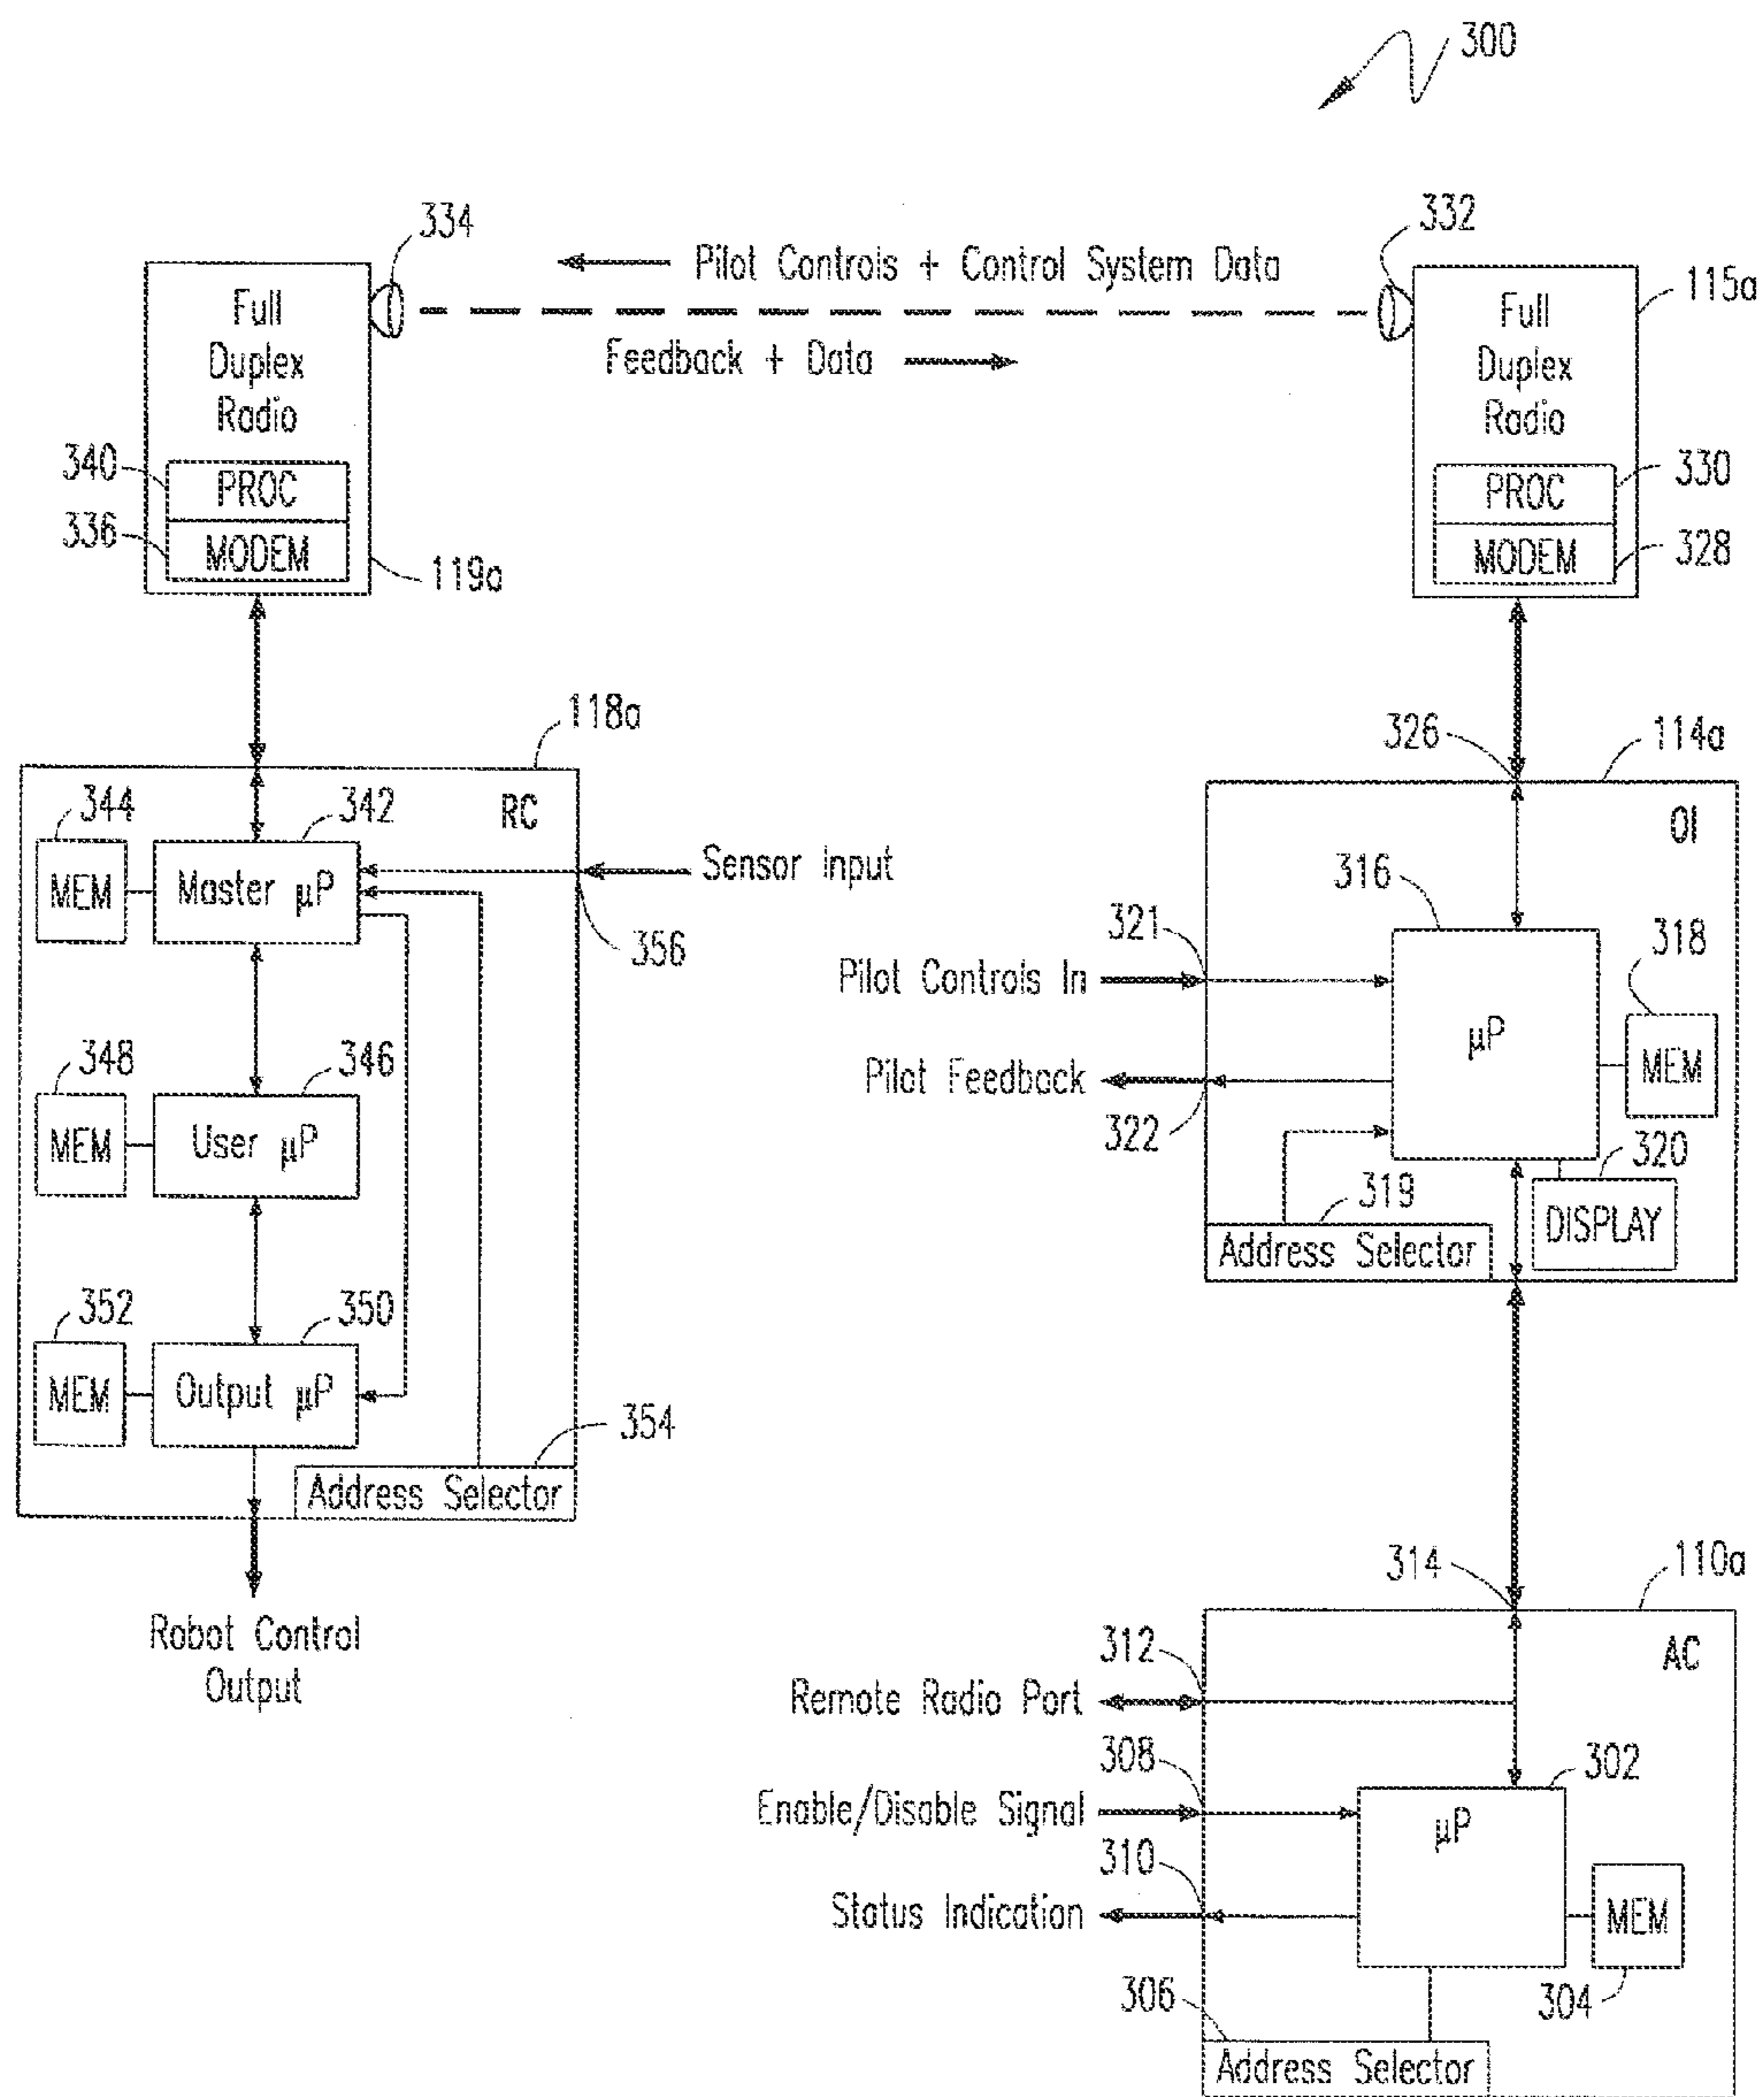 300
334
332
Pilot Controls + Control System Data
115a
Full
Duplex
Radio
Full
Duplex
Radio
Feedback + Data
340
PROC
330
PROC
336
MODEM
119a
328
MODEM
118a
326
114a
344
342
RC
OI
MEM
Master µP
Sensor Input
316
356
321
318
Pilot Controls In
µP
348
346
MEM
Pilot Feedback
MEM
User µP
322
319
320
Address Selector
DISPLAY
352
350
MEM
Output µP
354
Address Selector
314
110a
Robot Control
Output
312
AC
Remote Radio Port
308
302
Enable/Disable Signal
µP
310
Status Indication
MEM
306
304
Address Selector